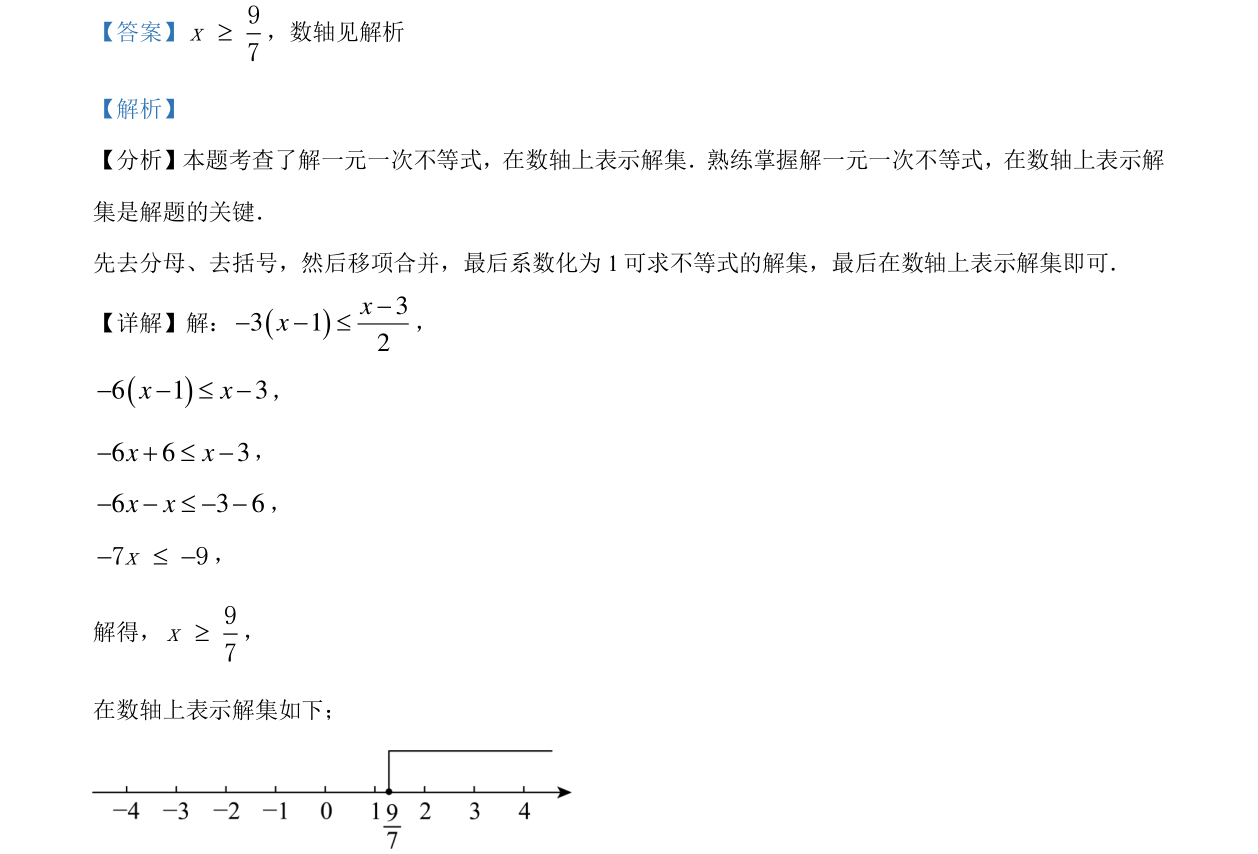 【答案】x ≥ 9/7，数轴见解析
【解析】
【分析】本题考查了解一元一次不等式，在数轴上表示解集．熟练掌握解一元一次不等式，在数轴上表示解
集是解题的关键．
先去分母、去括号，然后移项合并，最后系数化为 1 可求不等式的解集，最后在数轴上表示解集即可．
【详解】解：−3(x−1)≤(x−3)/2，
−6(x−1)≤x−3，
−6x+6≤x−3，
−6x−x≤−3−6，
−7x ≤ −9，
解得，x ≥ 9/7，
在数轴上表示解集如下；
−4 −3 −2 −1 0 1 9/7 2 3 4